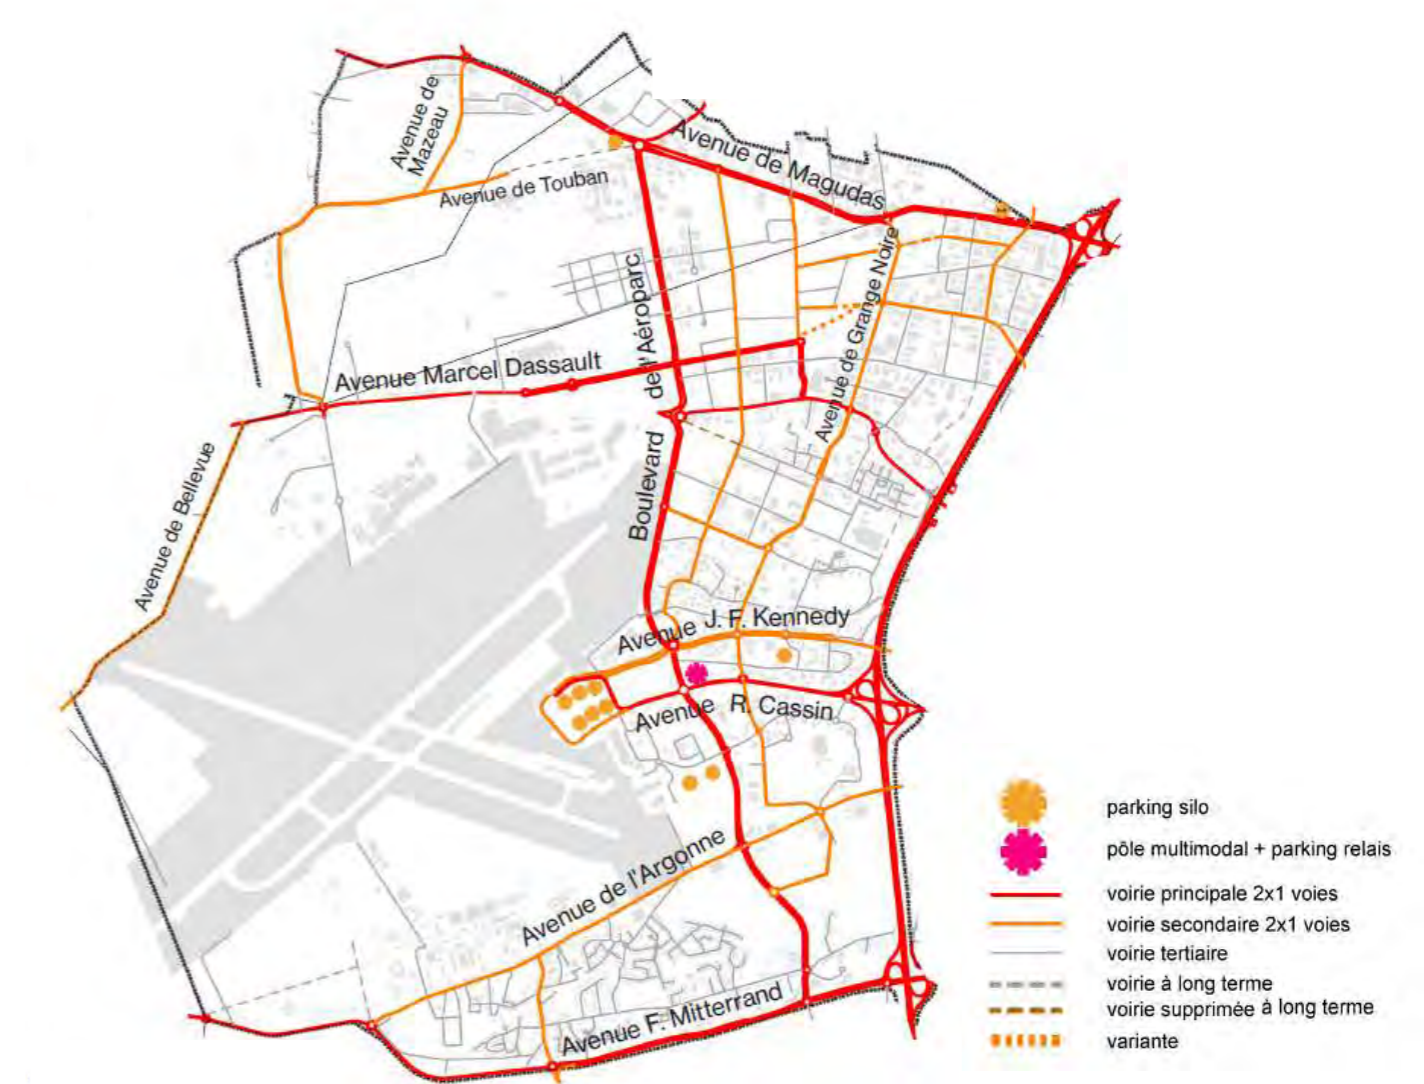 Avenue de
Mazeau
Avenue de Magudas
Avenue de Touban
Avenue de Grange Noire
de l'Aéroparc
Avenue Marcel Dassault
Boulevard
Avenue de Bellevue
Avenue J. F. Kennedy
Avenue R. Cassin
Avenue de l'Argonne
Avenue F. Mitterrand
parking silo
pôle multimodal + parking relais
voirie principale 2x1 voies
voirie secondaire 2x1 voies
voirie tertiaire
voirie à long terme
voirie supprimée à long terme
variante